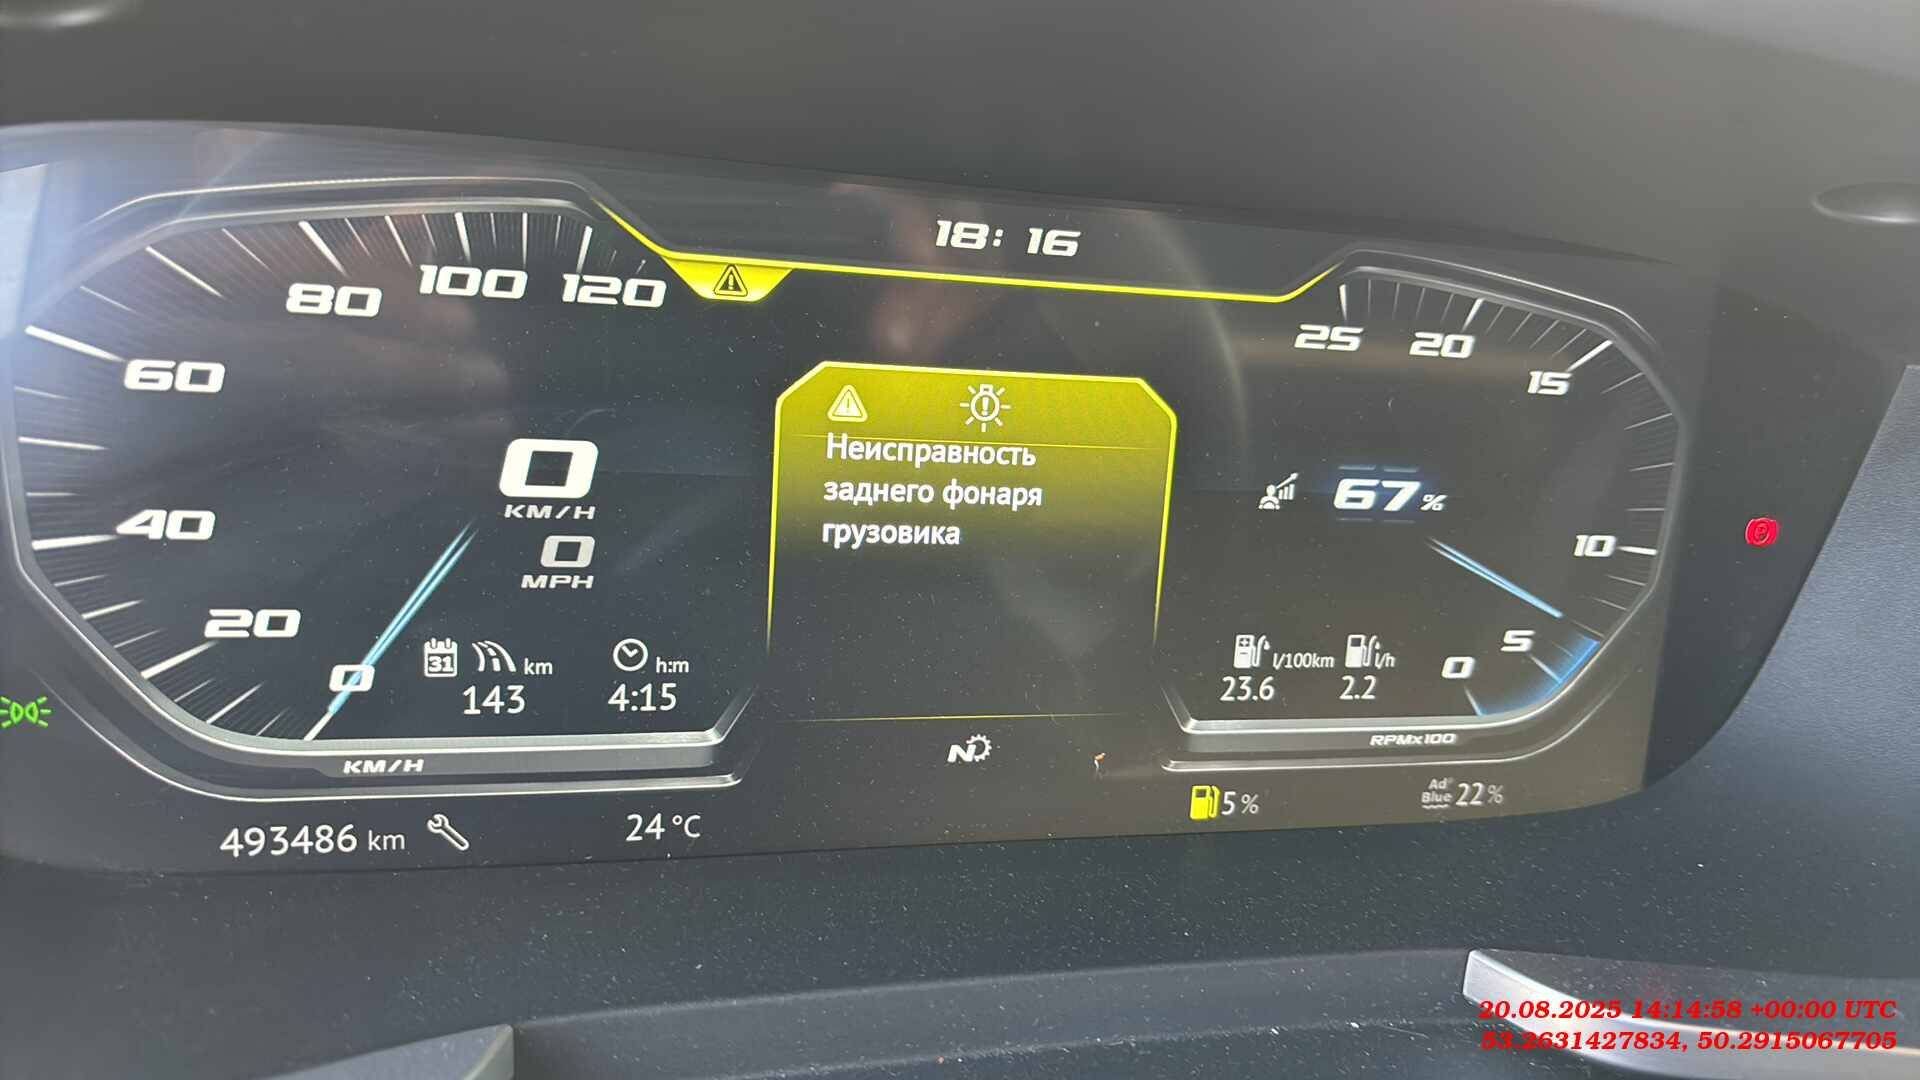 18: 16
80 100 120
60
40
20
0
0
KM/H
0
MPH
31 km h:m
143 4:15
KM/H
Неисправность
заднего фонаря
грузовика
N
25 20
15
10
5
0
67%
l/100km l/h
23.6 2.2
RPMx100
P
493486 km 24°C 5% Ad Blue 22%
20.08.2025 14:14:58 +00:00 UTC
53.2631427834, 50.2915067705